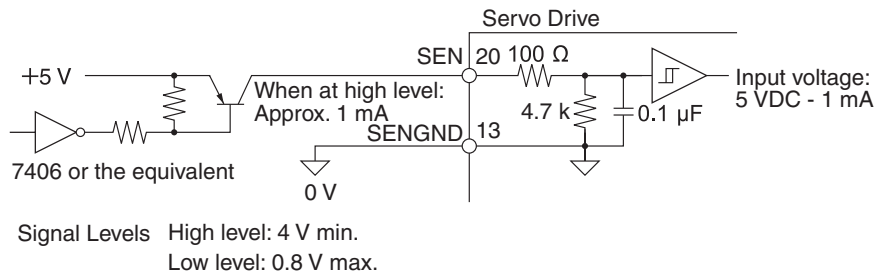 Servo Drive
SEN 20 100 Ω
+5 V
When at high level:
Approx. 1 mA
Input voltage:
5 VDC - 1 mA
4.7 k
0.1 µF
SENGND 13
7406 or the equivalent
0 V
Signal Levels High level: 4 V min.
Low level: 0.8 V max.